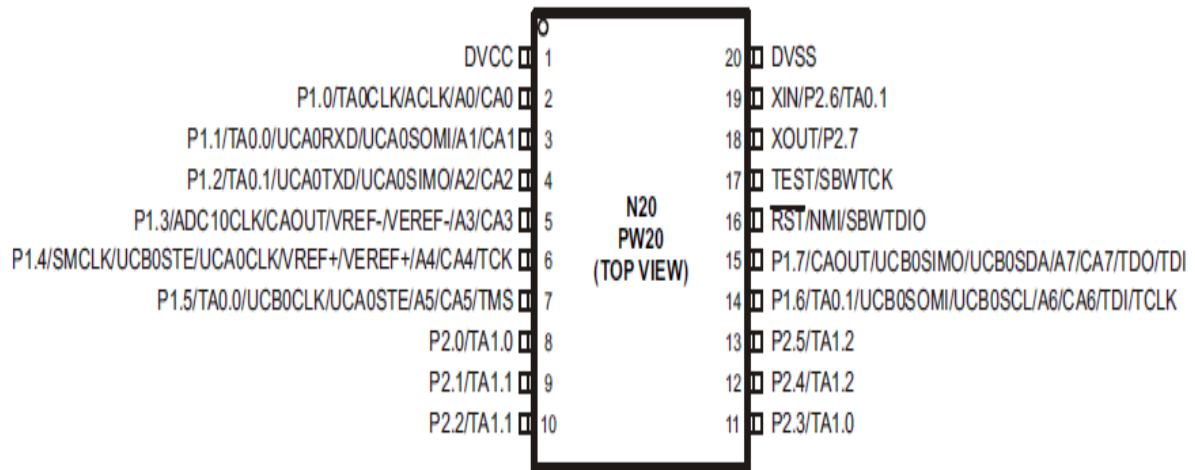 DVCC 1
P1.0/TA0CLK/ACLK/A0/CA0 2
P1.1/TA0.0/UCA0RXD/UCA0SOMI/A1/CA1 3
P1.2/TA0.1/UCA0TXD/UCA0SIMO/A2/CA2 4
P1.3/ADC10CLK/CAOUT/VREF-/VEREF-/A3/CA3 5
P1.4/SMCLK/UCB0STE/UCA0CLK/VREF+/VEREF+/A4/CA4/TCK 6
P1.5/TA0.0/UCB0CLK/UCA0STE/A5/CA5/TMS 7
P2.0/TA1.0 8
P2.1/TA1.1 9
P2.2/TA1.1 10
N20
PW20
(TOP VIEW)
20 DVSS
19 XIN/P2.6/TA0.1
18 XOUT/P2.7
17 TEST/SBWTCK
16 RST/NMI/SBWTDIO
15 P1.7/CAOUT/UCB0SIMO/UCB0SDA/A7/CA7/TDO/TDI
14 P1.6/TA0.1/UCB0SOMI/UCB0SCL/A6/CA6/TDI/TCLK
13 P2.5/TA1.2
12 P2.4/TA1.2
11 P2.3/TA1.0